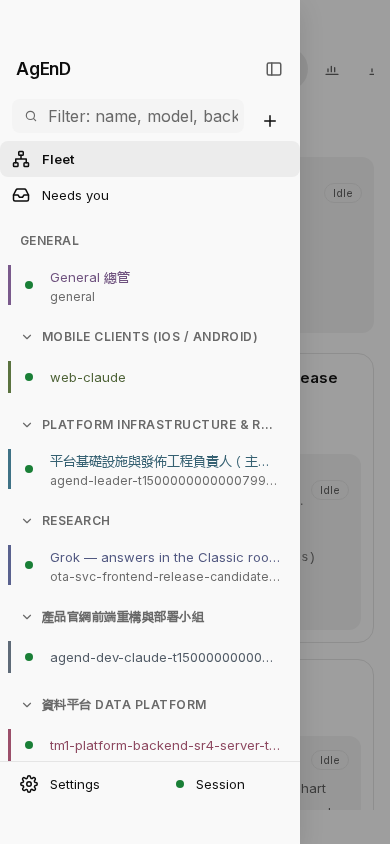 AgEnD
Filter: name, model, back
Fleet
Idle
Needs you
GENERAL
General 總管
general
MOBILE CLIENTS (IOS / ANDROID)
web-claude
ease
PLATFORM INFRASTRUCTURE & R…
平台基礎設施與發佈工程負責人（主…
agend-leader-t1500000000000799…
Idle
RESEARCH
Grok — answers in the Classic roo…
s)
ota-svc-frontend-release-candidate…
產品官網前端重構與部署小組
agend-dev-claude-t15000000000…
資料平台 DATA PLATFORM
tm1-platform-backend-sr4-server-t…
Idle
Settings
Session
hart